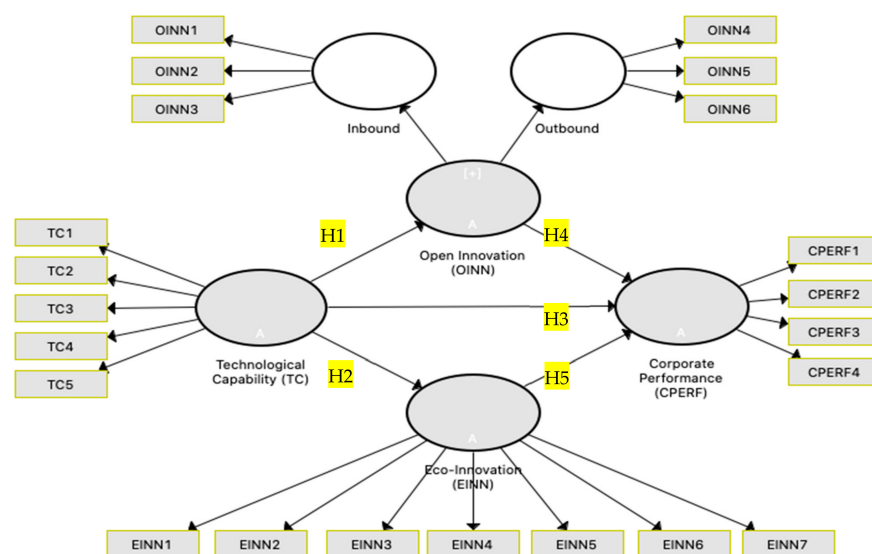 OINN1
OINN4
OINN2
OINN5
OINN3
OINN6
Inbound
Outbound
[+]
A
H1
H4
Open Innovation
(OINN)
TC1
TC2
TC3
TC4
TC5
CPERF1
CPERF2
CPERF3
CPERF4
A
A
H3
Technological
Capability (TC)
Corporate
Performance
(CPERF)
H2
H5
A
Eco-Innovation
(EINN)
EINN1
EINN2
EINN3
EINN4
EINN5
EINN6
EINN7